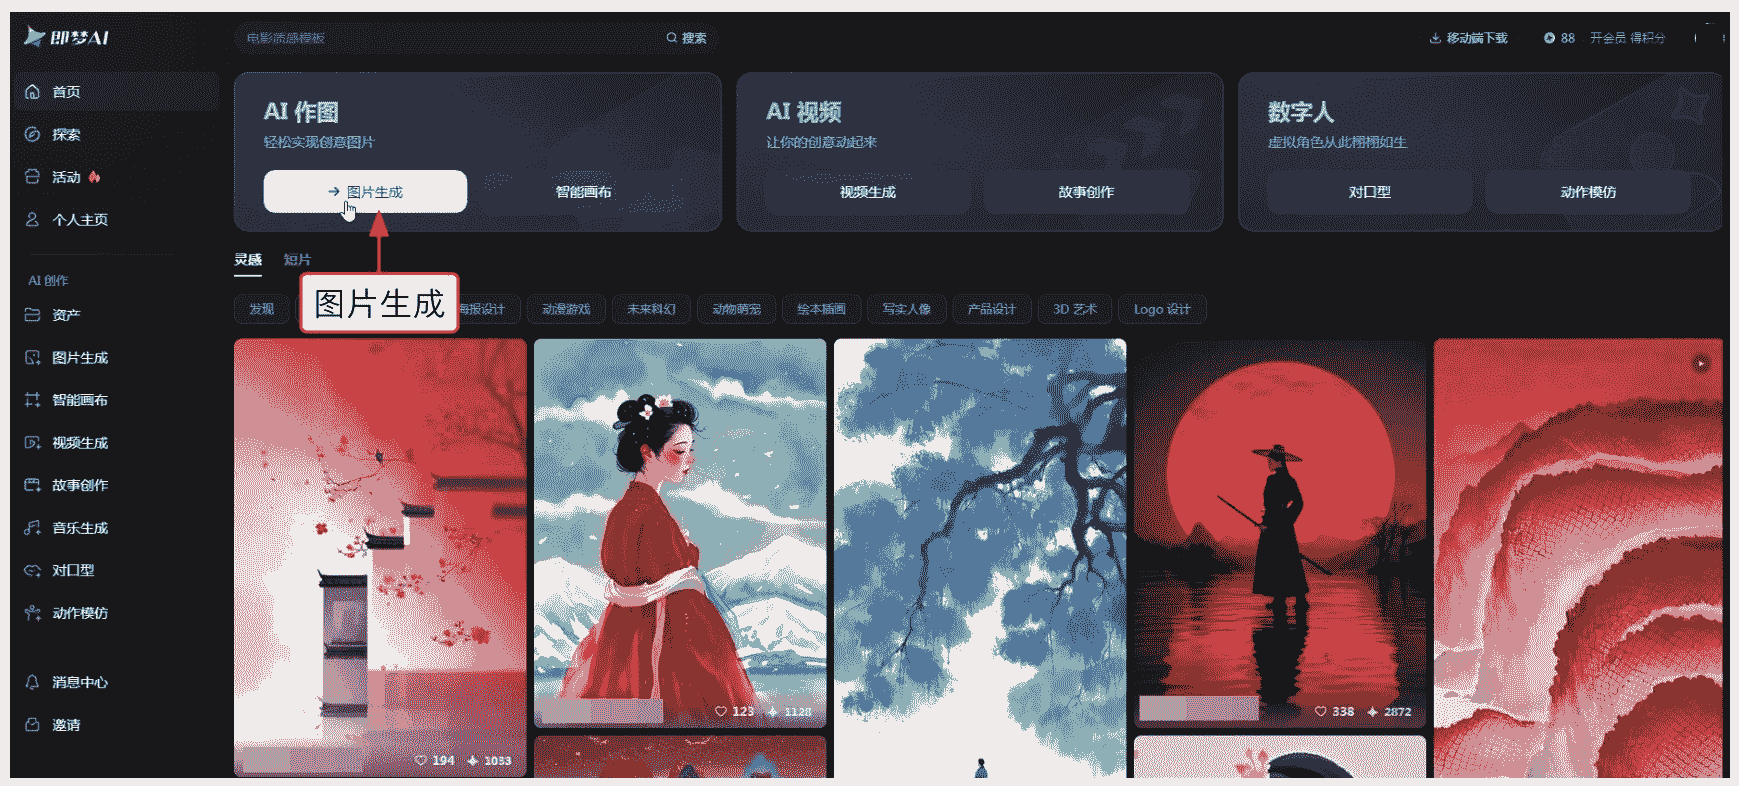 即梦AI
电影质感模板
搜索
移动端下载
88
开会员 得积分
首页
探索
活动
个人主页
AI 创作
资产
图片生成
智能画布
视频生成
故事创作
音乐生成
对口型
动作模仿
消息中心
邀请
AI 作图
轻松实现创意图片
图片生成
智能画布
AI 视频
让你的创意动起来
视频生成
故事创作
数字人
虚拟角色从此栩栩如生
对口型
动作模仿
灵感
短片
图片生成
发现
海报设计
动漫游戏
未来科幻
动物萌宠
绘本插画
写实人像
产品设计
3D 艺术
Logo 设计
194
1033
123
1128
338
2872